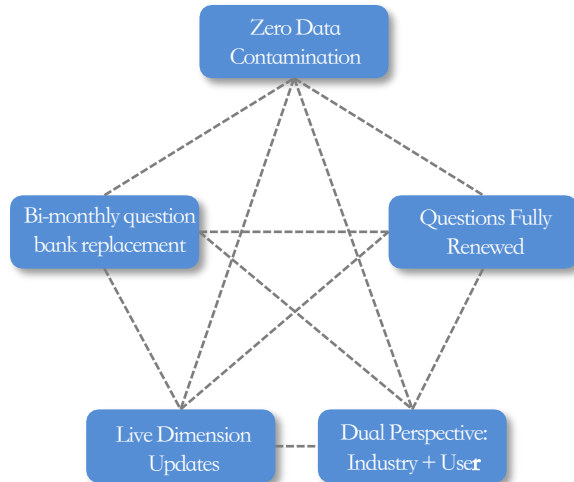 Zero Data
Contamination
Bi-monthly question
bank replacement
Questions Fully
Renewed
Live Dimension
Updates
Dual Perspective:
Industry + User